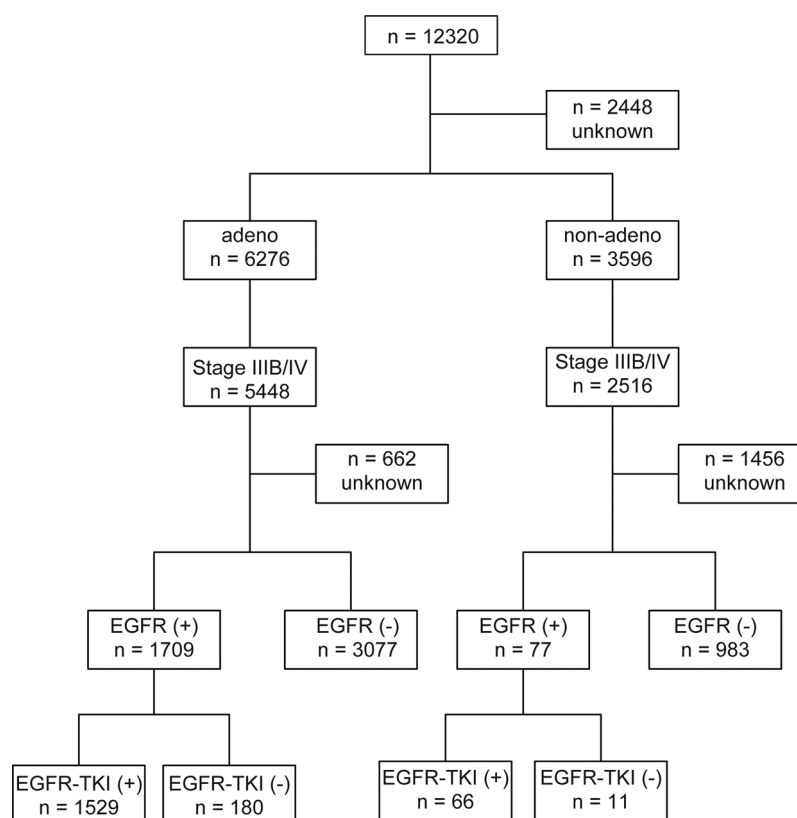 n = 12320
n = 2448
unknown
adeno
n = 6276
non-adeno
n = 3596
Stage IIIB/IV
n = 5448
Stage IIIB/IV
n = 2516
n = 662
unknown
n = 1456
unknown
EGFR (+)
n = 1709
EGFR (-)
n = 3077
EGFR (+)
n = 77
EGFR (-)
n = 983
EGFR-TKI (+)
n = 1529
EGFR-TKI (-)
n = 180
EGFR-TKI (+)
n = 66
EGFR-TKI (-)
n = 11